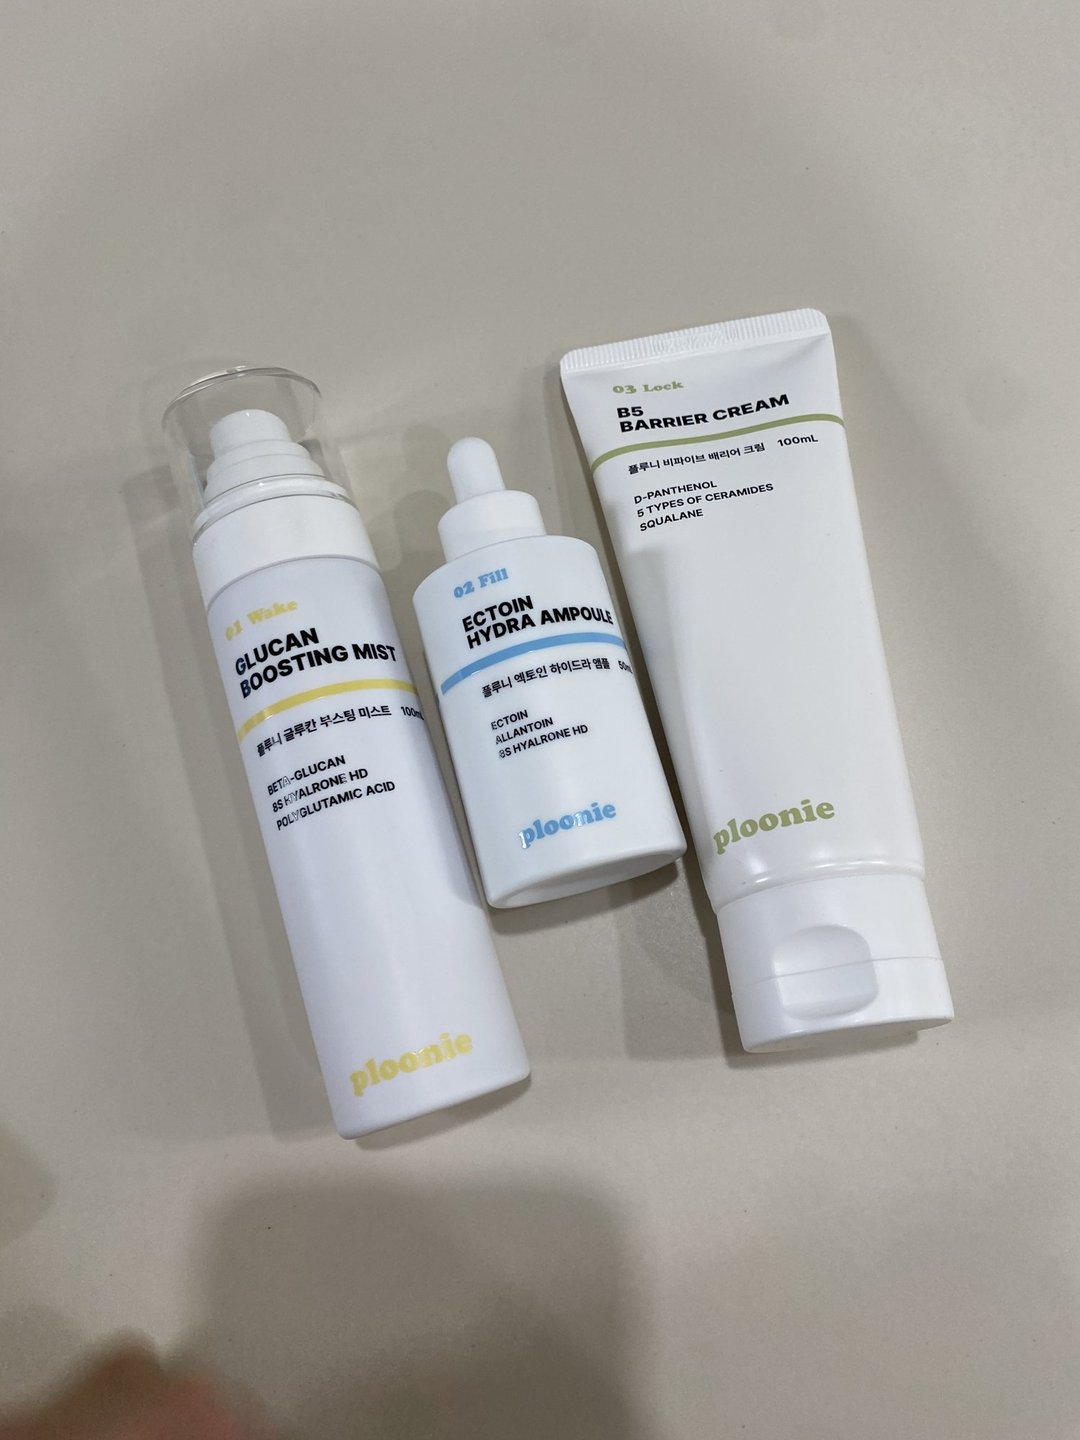 01 Wake
GLUCAN
BOOSTING MIST
플루니 글루칸 부스팅 미스트 100mL
BETA-GLUCAN
8S HYALRONE HD
POLYGLUTAMIC ACID
ploonie
02 Fill
ECTOIN
HYDRA AMPOULE
플루니 엑토인 하이드라 앰플 50mL
ECTOIN
ALLANTOIN
8S HYALRONE HD
ploonie
03 Lock
B5
BARRIER CREAM
플루니 비파이브 배리어 크림 100mL
D-PANTHENOL
5 TYPES OF CERAMIDES
SQUALANE
ploonie